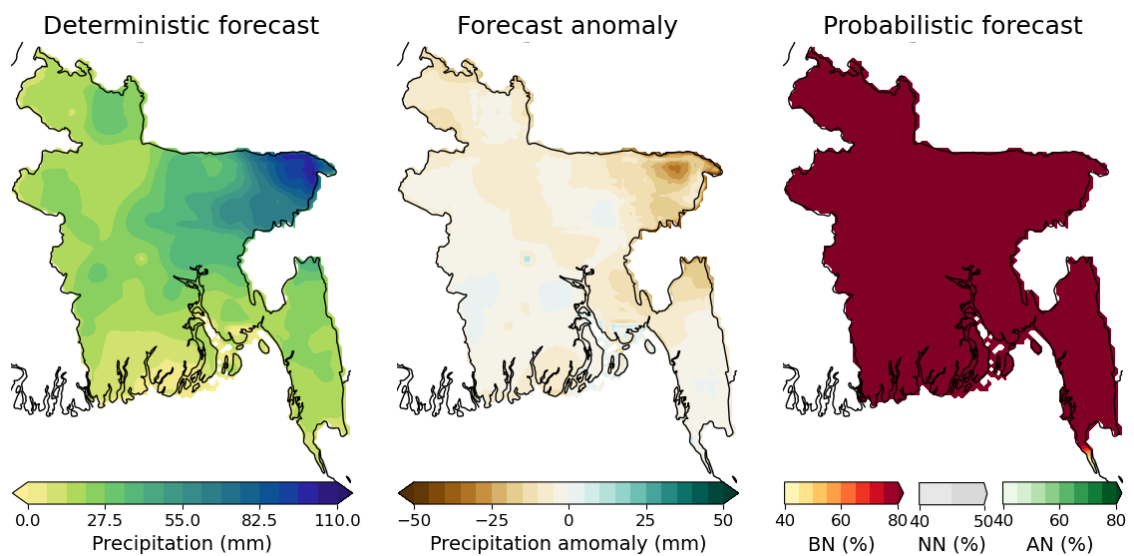 Deterministic forecast
Forecast anomaly
Probabilistic forecast
0.0 27.5 55.0 82.5 110.0
Precipitation (mm)
−50 −25 0 25 50
Precipitation amomaly (mm)
40 60 80
BN (%)
40 50
NN (%)
40 60 80
AN (%)